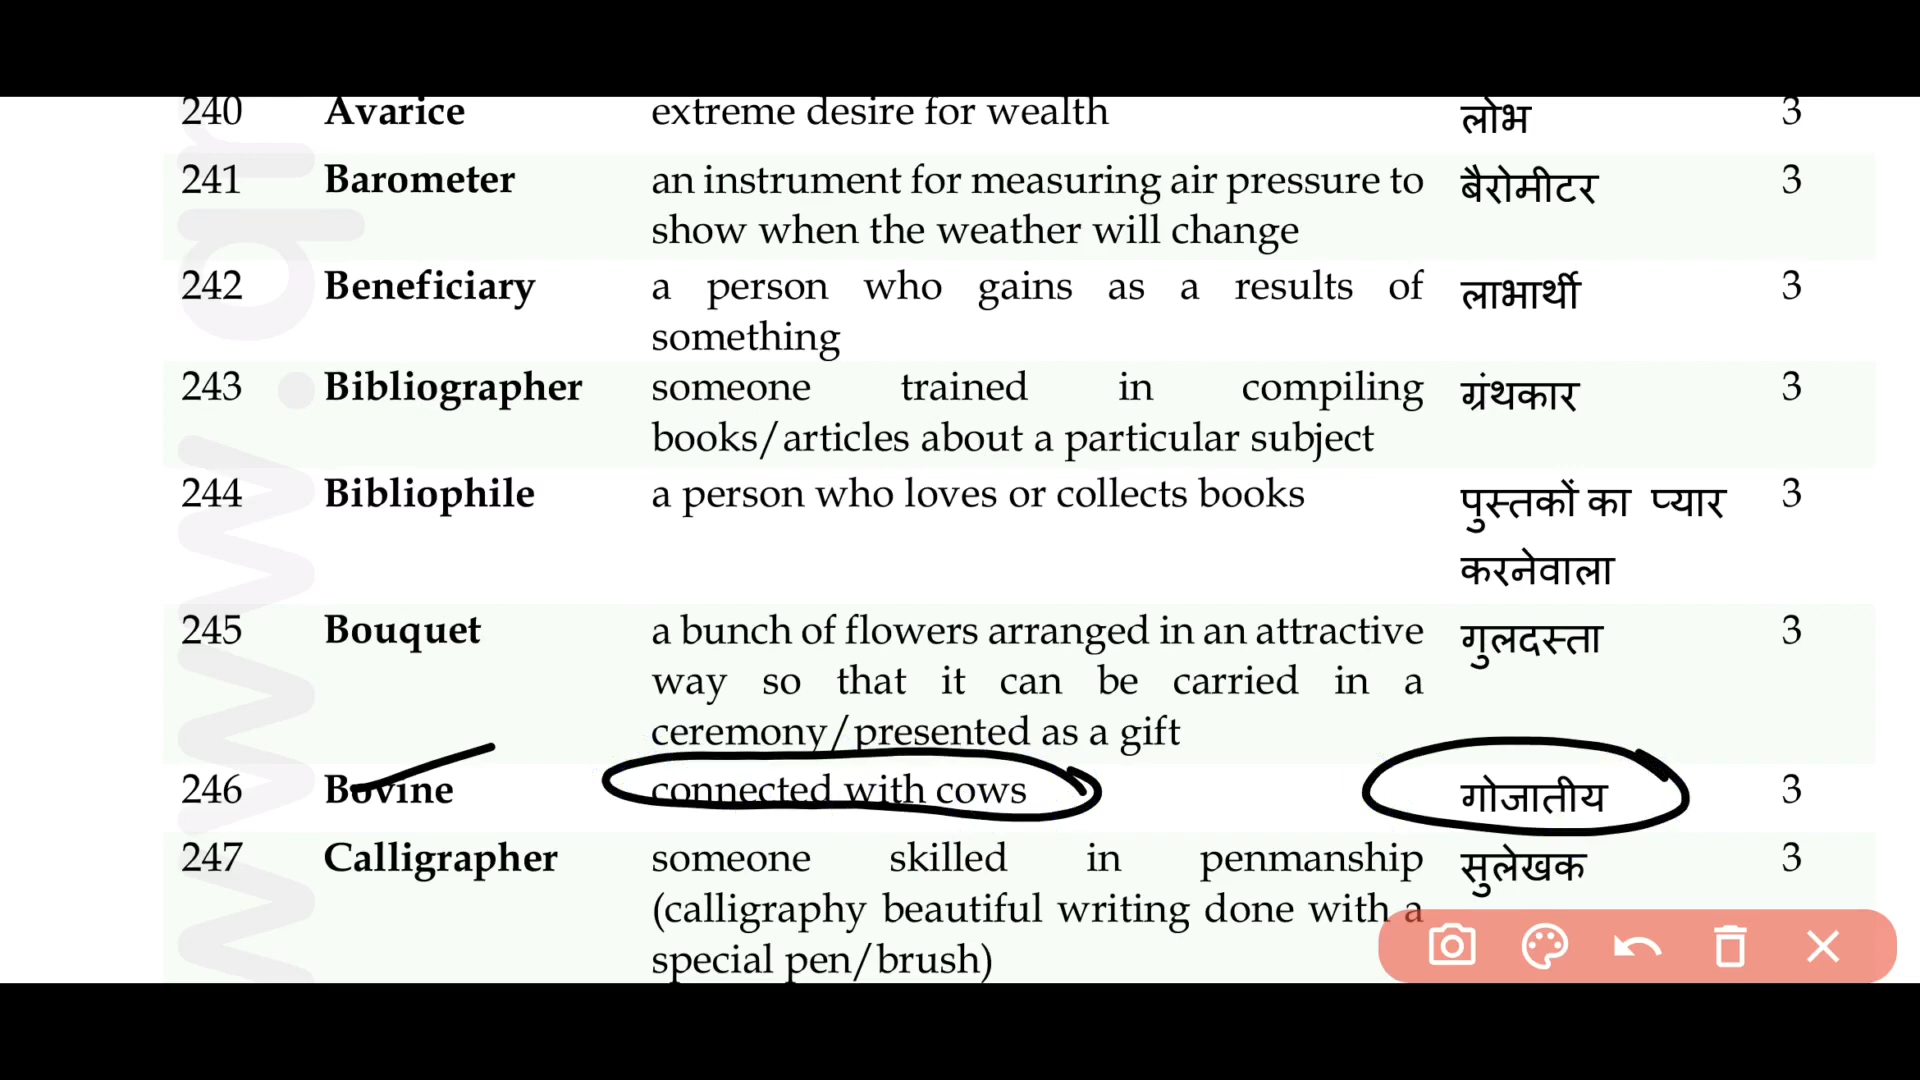 240 Avarice extreme desire for wealth लोभ 3
241 Barometer an instrument for measuring air pressure to बैरोमीटर 3
show when the weather will change
242 Beneficiary a person who gains as a results of लाभार्थी 3
something
243 Bibliographer someone trained in compiling ग्रंथकार 3
books/articles about a particular subject
244 Bibliophile a person who loves or collects books पुस्तकों का प्यार 3
करनेवाला
245 Bouquet a bunch of flowers arranged in an attractive गुलदस्ता 3
way so that it can be carried in a
ceremony/presented as a gift
246 Bovine connected with cows गोजातीय 3
247 Calligrapher someone skilled in penmanship सुलेखक 3
(calligraphy beautiful writing done with a
special pen/brush)
www.